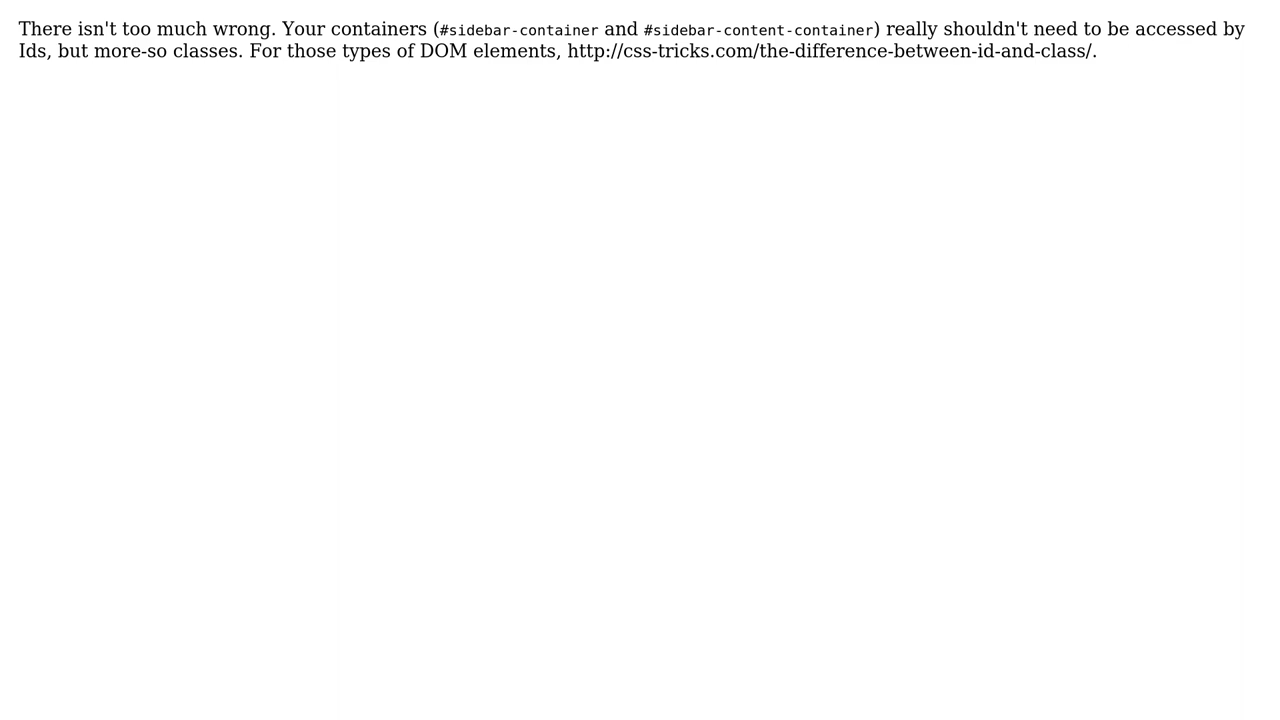 There isn't too much wrong. Your containers (#sidebar-container and #sidebar-content-container) really shouldn't need to be accessed by
Ids, but more-so classes. For those types of DOM elements, http://css-tricks.com/the-difference-between-id-and-class/.